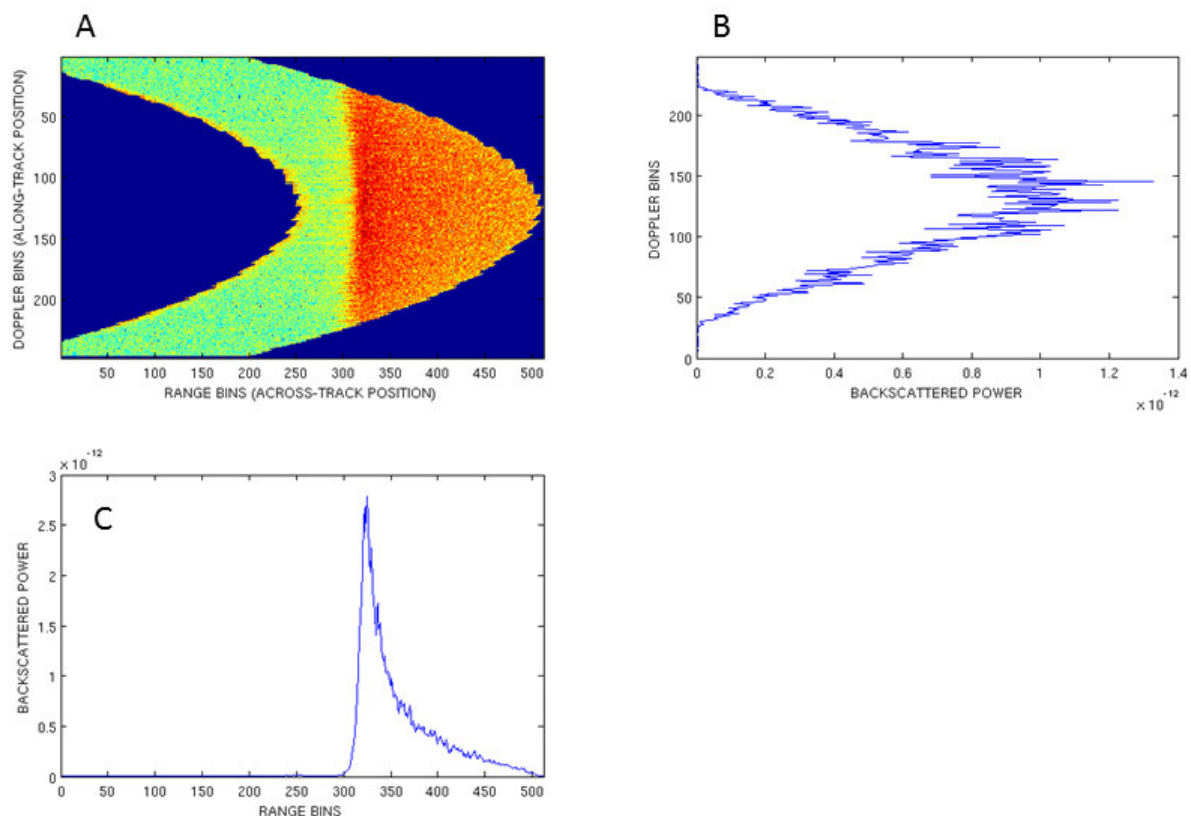 A
DOPPLER BINS (ALONG-TRACK POSITION)
50
100
150
200
50 100 150 200 250 300 350 400 450 500
RANGE BINS (ACROSS-TRACK POSITION)
B
DOPPLER BINS
200
150
100
50
0
0 0.2 0.4 0.6 0.8 1 1.2 1.4
BACKSCATTERED POWER
× 10⁻¹²
C
× 10⁻¹²
BACKSCATTERED POWER
3
2.5
2
1.5
1
0.5
0
0 50 100 150 200 250 300 350 400 450 500
RANGE BINS